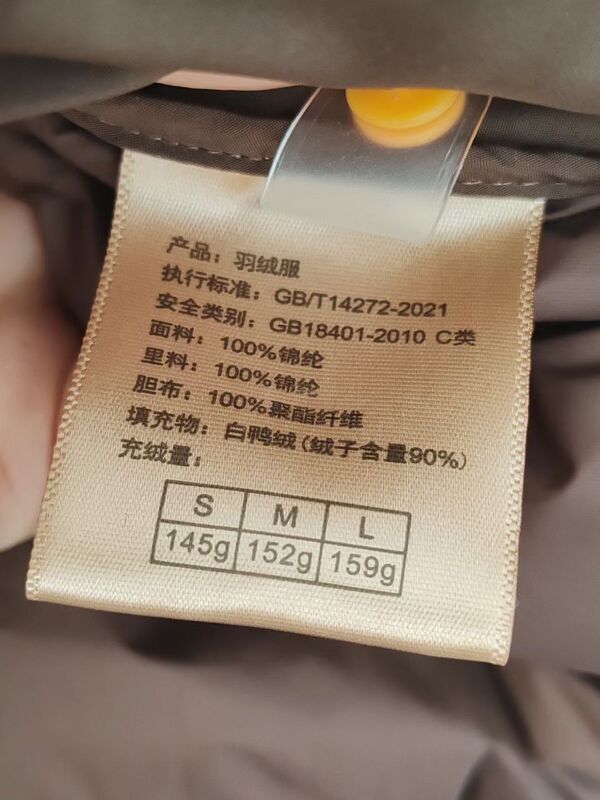 产品：羽绒服
执行标准：GB/T14272-2021
安全类别：GB18401-2010 C类
面料：100%锦纶
里料：100%锦纶
胆布：100%聚酯纤维
填充物：白鸭绒(绒子含量90%)
充绒量：
S M L
145g 152g 159g